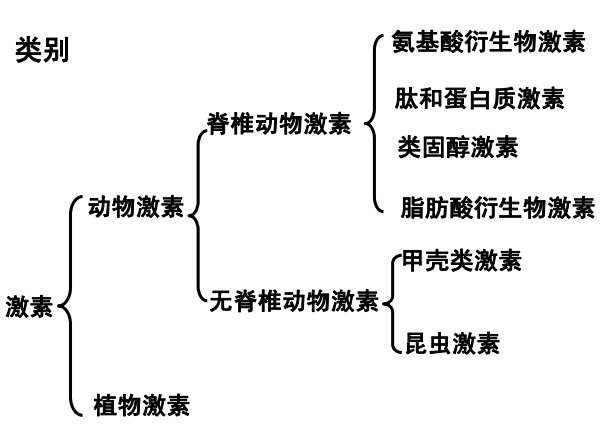 类别
激素
动物激素
脊椎动物激素
氨基酸衍生物激素
肽和蛋白质激素
类固醇激素
脂肪酸衍生物激素
无脊椎动物激素
甲壳类激素
昆虫激素
植物激素